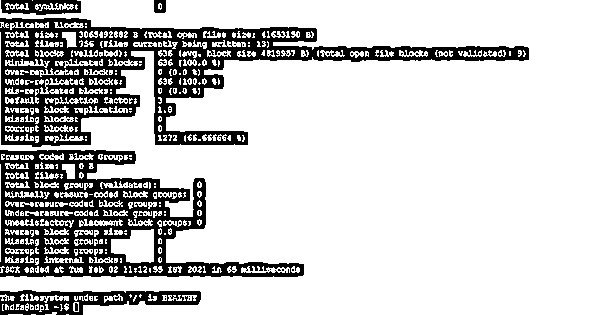 Total symlinks: 0
Replicated Blocks:
Total size: 3065492882 B (Total open files size: 41653150 B)
Total files: 756 (Files currently being written: 13)
Total blocks (validated): 636 (avg. block size 4819957 B) (Total open file blocks (not validated): 9)
Minimally replicated blocks: 636 (100.0 %)
Over-replicated blocks: 0 (0.0 %)
Under-replicated blocks: 636 (100.0 %)
Mis-replicated blocks: 0 (0.0 %)
Default replication factor: 3
Average block replication: 1.0
Missing blocks: 0
Corrupt blocks: 0
Missing replicas: 1272 (66.666664 %)
Erasure Coded Block Groups:
Total size: 0 B
Total files: 0
Total block groups (validated): 0
Minimally erasure-coded block groups: 0
Over-erasure-coded block groups: 0
Under-erasure-coded block groups: 0
Unsatisfactory placement block groups: 0
Average block group size: 0.0
Missing block groups: 0
Corrupt block groups: 0
Missing internal blocks: 0
FSCK ended at Tue Feb 02 11:12:55 IST 2021 in 65 milliseconds
The filesystem under path '/' is HEALTHY
[hdfs@hdp1 ~]$